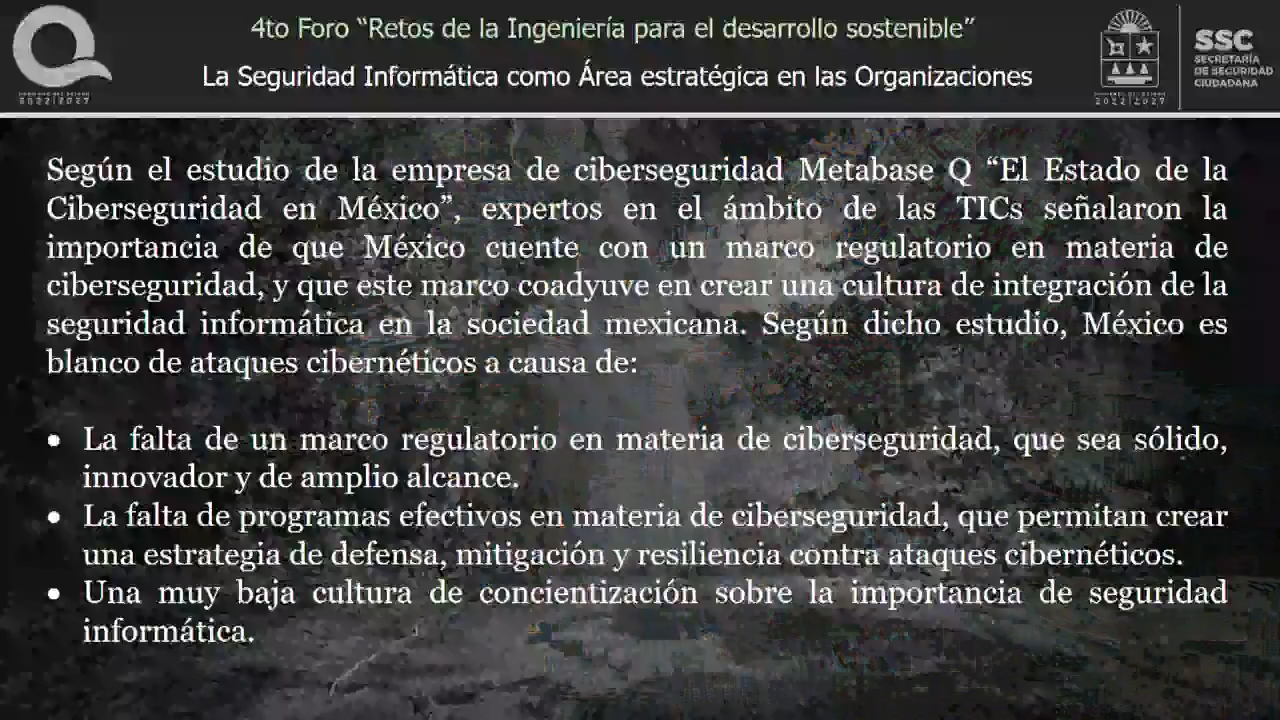 4to Foro “Retos de la Ingeniería para el desarrollo sostenible”
La Seguridad Informática como Área estratégica en las Organizaciones
2022|2027
2022|2027
SSC
SECRETARÍA
DE SEGURIDAD
CIUDADANA
Según el estudio de la empresa de ciberseguridad Metabase Q “El Estado de la
Ciberseguridad en México”, expertos en el ámbito de las TICs señalaron la
importancia de que México cuente con un marco regulatorio en materia de
ciberseguridad, y que este marco coadyuve en crear una cultura de integración de la
seguridad informática en la sociedad mexicana. Según dicho estudio, México es
blanco de ataques cibernéticos a causa de:
• La falta de un marco regulatorio en materia de ciberseguridad, que sea sólido,
innovador y de amplio alcance.
• La falta de programas efectivos en materia de ciberseguridad, que permitan crear
una estrategia de defensa, mitigación y resiliencia contra ataques cibernéticos.
• Una muy baja cultura de concientización sobre la importancia de seguridad
informática.